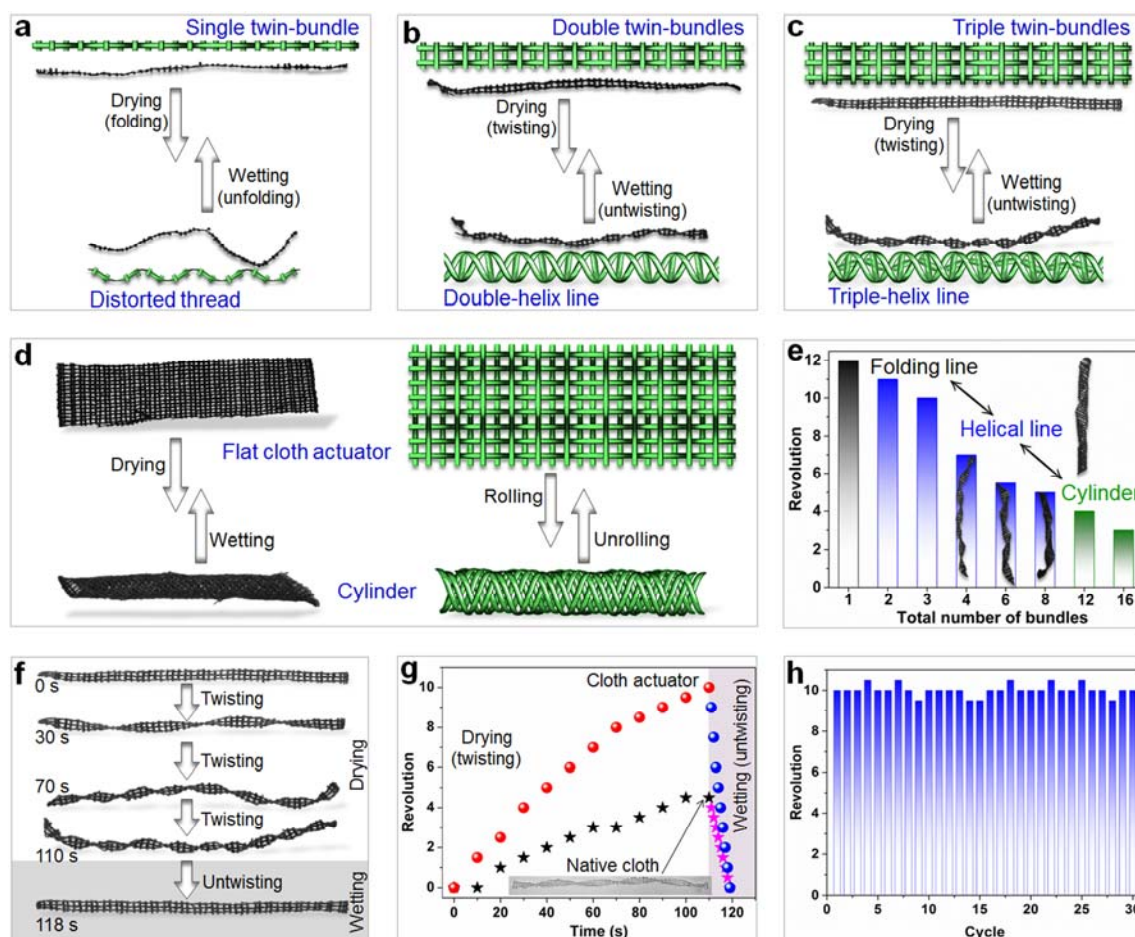 a
Single twin-bundle
Drying
(folding)
Wetting
(unfolding)
Distorted thread
b
Double twin-bundles
Drying
(twisting)
Wetting
(untwisting)
Double-helix line
c
Triple twin-bundles
Drying
(twisting)
Wetting
(untwisting)
Triple-helix line
d
Flat cloth actuator
Drying
Wetting
Cylinder
Rolling
Unrolling
e
Revolution
12
10
8
6
4
2
0
Folding line
Helical line
Cylinder
1 2 3 4 6 8 12 16
Total number of bundles
f
0 s
Twisting
30 s
Twisting
70 s
Twisting
110 s
Untwisting
118 s
Drying
Wetting
g
Revolution
10
8
6
4
2
0
Cloth actuator
Drying
(twisting)
Native cloth
Wetting (untwisting)
0 20 40 60 80 100 120
Time (s)
h
Revolution
10
8
6
4
2
0
0 5 10 15 20 25 30
Cycle